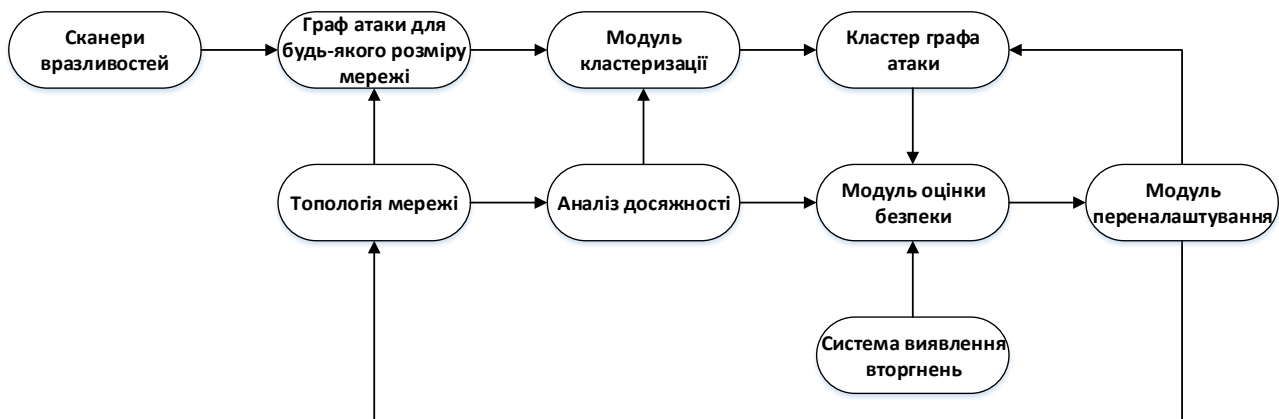 Сканери
вразливостей
Граф атаки для
будь-якого розміру
мережі
Модуль
кластеризації
Кластер графа
атаки
Топологія мережі
Аналіз досяжності
Модуль оцінки
безпеки
Модуль
переналаштування
Система виявлення
вторгнень